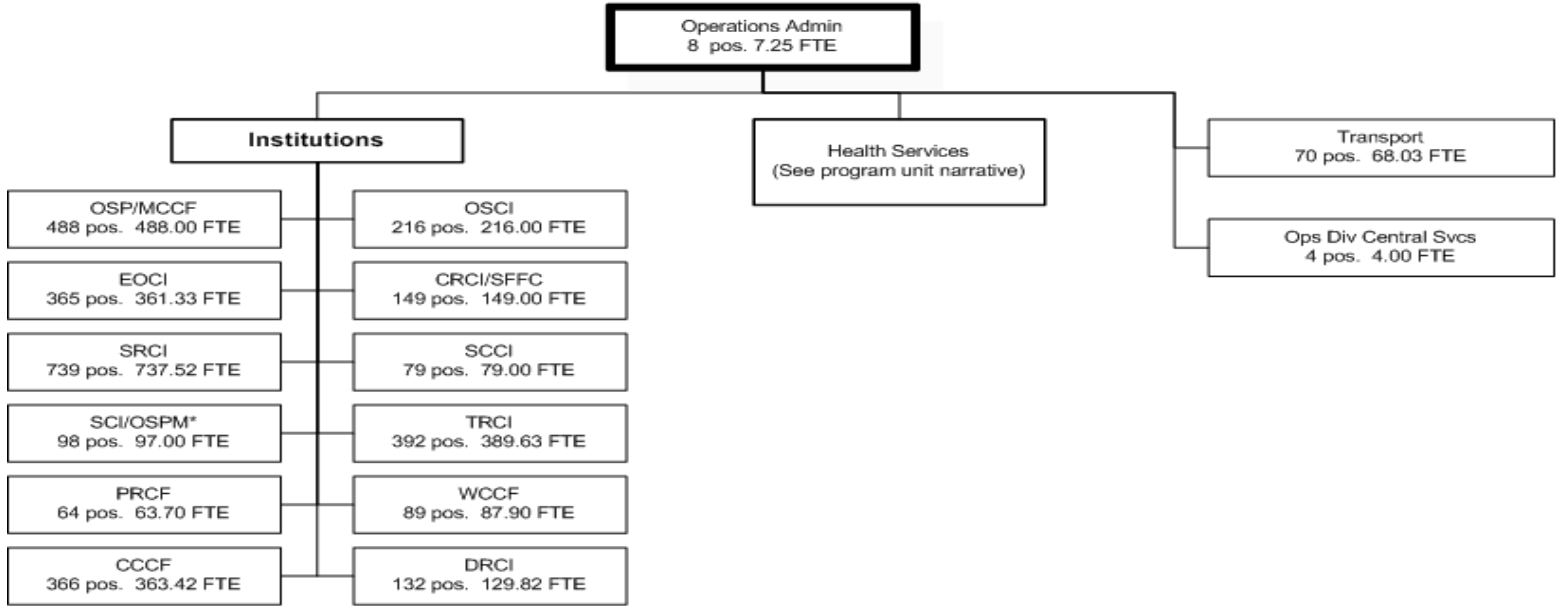 Operations Admin
8 pos. 7.25 FTE
Institutions
Health Services
(See program unit narrative)
Transport
70 pos. 68.03 FTE
Ops Div Central Svcs
4 pos. 4.00 FTE
OSP/MCCF
488 pos. 488.00 FTE
OSCI
216 pos. 216.00 FTE
EOCI
365 pos. 361.33 FTE
CRCI/SFFC
149 pos. 149.00 FTE
SRCI
739 pos. 737.52 FTE
SCCI
79 pos. 79.00 FTE
SCI/OSPM*
98 pos. 97.00 FTE
TRCI
392 pos. 389.63 FTE
PRCF
64 pos. 63.70 FTE
WCCF
89 pos. 87.90 FTE
CCCF
366 pos. 363.42 FTE
DRCI
132 pos. 129.82 FTE